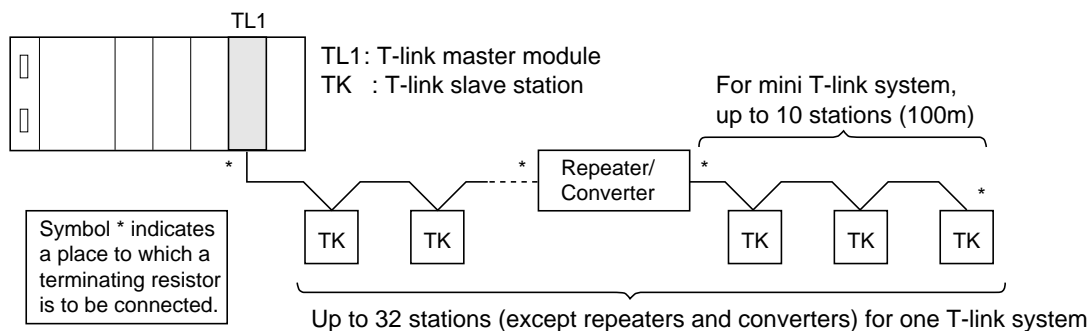 TL1
TL1: T-link master module
TK : T-link slave station
For mini T-link system,
up to 10 stations (100m)
*
*
Repeater/
Converter
*
*
Symbol * indicates
a place to which a
terminating resistor
is to be connected.
TK
TK
TK
TK
TK
Up to 32 stations (except repeaters and converters) for one T-link system